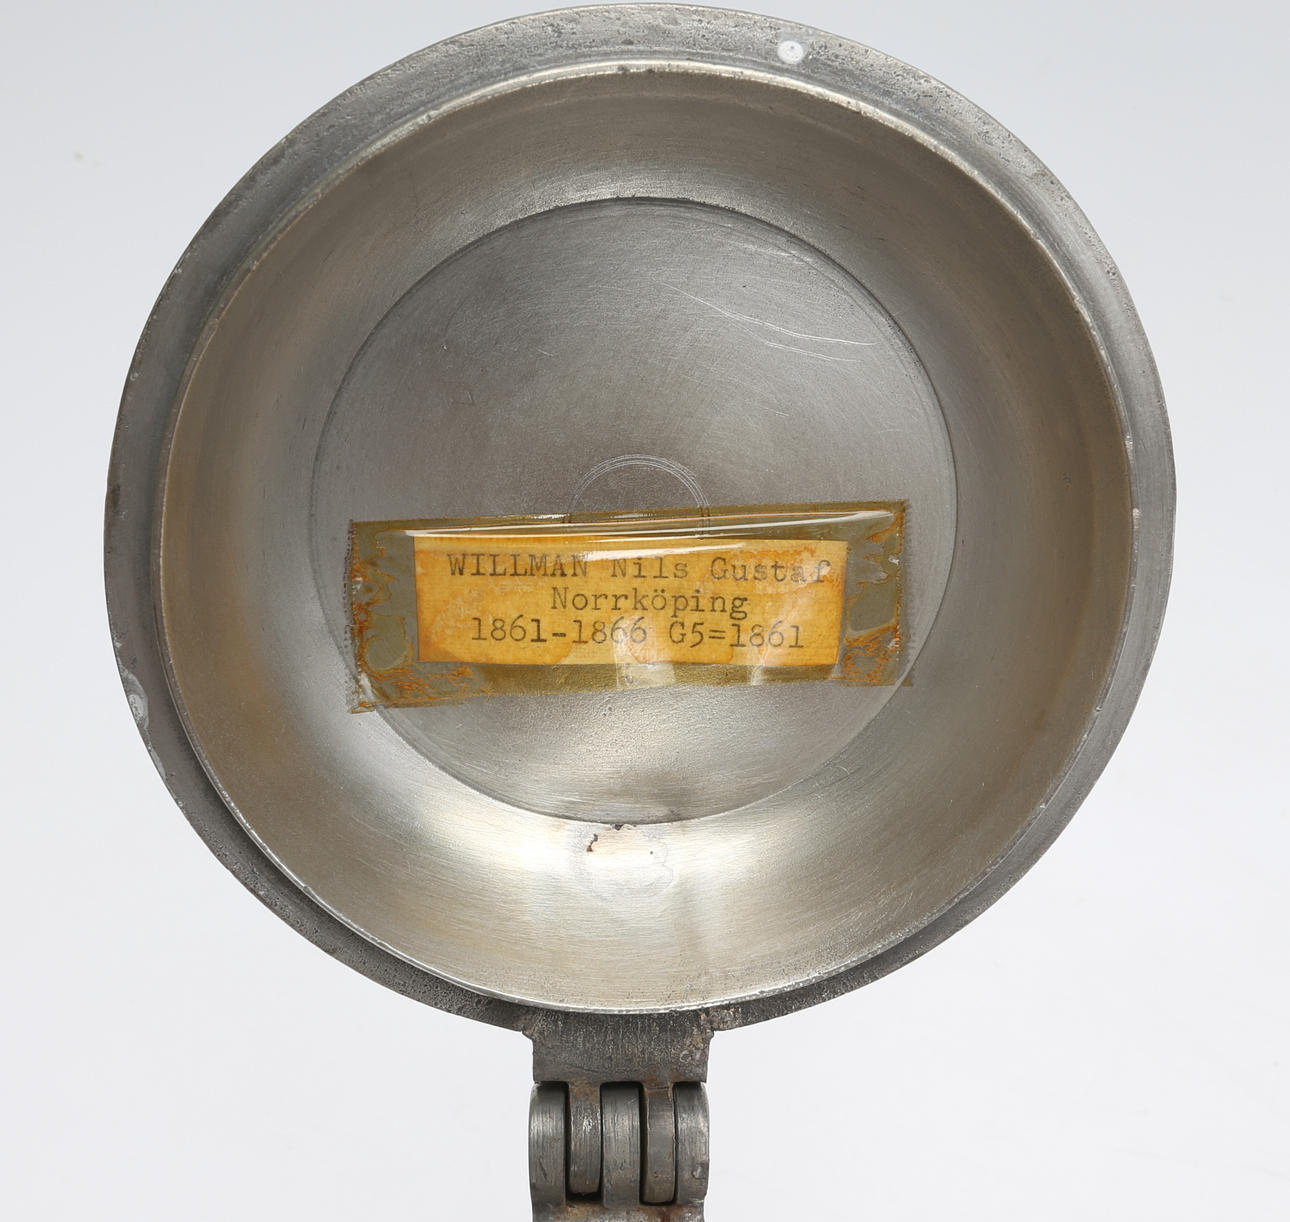 WILLMAN Nils Gustaf
Norrköping
1861-1866 G5=1861